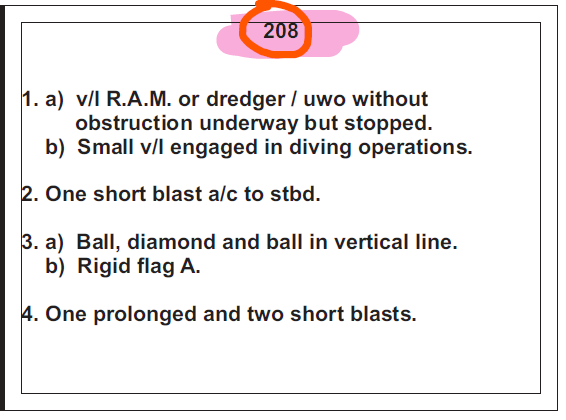 208
1. a) v/l R.A.M. or dredger / uwo without
obstruction underway but stopped.
b) Small v/l engaged in diving operations.
2. One short blast a/c to stbd.
3. a) Ball, diamond and ball in vertical line.
b) Rigid flag A.
4. One prolonged and two short blasts.